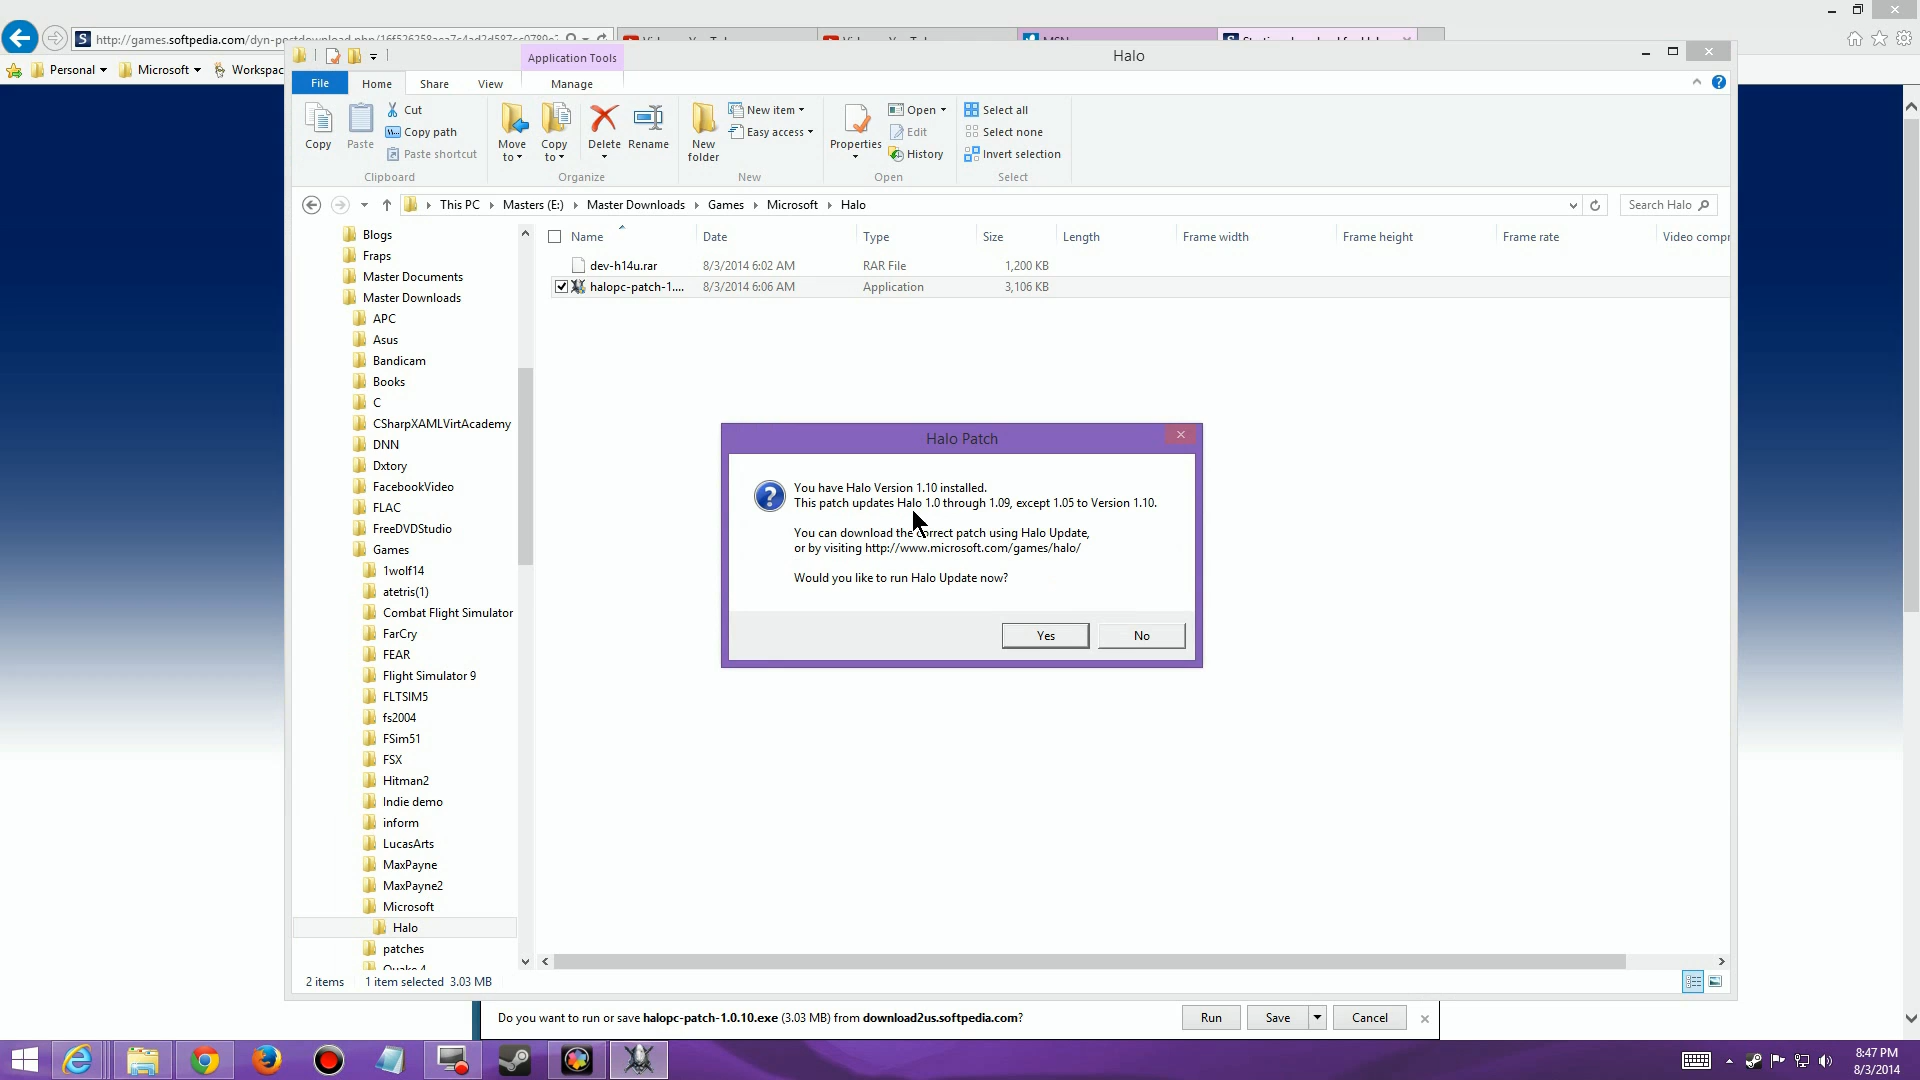 http://games.softpedia.com/dyn-postdownload.php/16f526258aea7c4ad2d587cc0789e2
MSN
Personal
Microsoft
Application Tools
Halo
File
Home
Share
View
Manage
Copy
Paste
Cut
Copy path
Paste shortcut
Clipboard
Move to
Copy to
Delete
Rename
Organize
New folder
New item
Easy access
New
Properties
Open
Edit
History
Open
Select all
Select none
Invert selection
Select
This PC
Masters (E:)
Master Downloads
Games
Microsoft
Halo
Search Halo
Name
Date
Type
Size
Length
Frame width
Frame height
Frame rate
Video compr
dev-h14u.rar 8/3/2014 6:02 AM RAR File 1,200 KB
halopc-patch-1.... 8/3/2014 6:06 AM Application 3,106 KB
Blogs
Fraps
Master Documents
Master Downloads
APC
Asus
Bandicam
Books
C
CSharpXAMLVirtAcademy
DNN
Dxtory
FacebookVideo
FLAC
FreeDVDStudio
Games
1wolf14
atetris(1)
Combat Flight Simulator
FarCry
FEAR
Flight Simulator 9
FLTSIM5
fs2004
FSim51
FSX
Hitman2
Indie demo
inform
LucasArts
MaxPayne
MaxPayne2
Microsoft
Halo
patches
Quake 4
Halo Patch
You have Halo Version 1.10 installed.
This patch updates Halo 1.0 through 1.09, except 1.05 to Version 1.10.
You can download the correct patch using Halo Update,
or by visiting http://www.microsoft.com/games/halo/
Would you like to run Halo Update now?
Yes
No
2 items
1 item selected 3.03 MB
Do you want to run or save halopc-patch-1.0.10.exe (3.03 MB) from download2us.softpedia.com?
Run
Save
Cancel
8:47 PM
8/3/2014